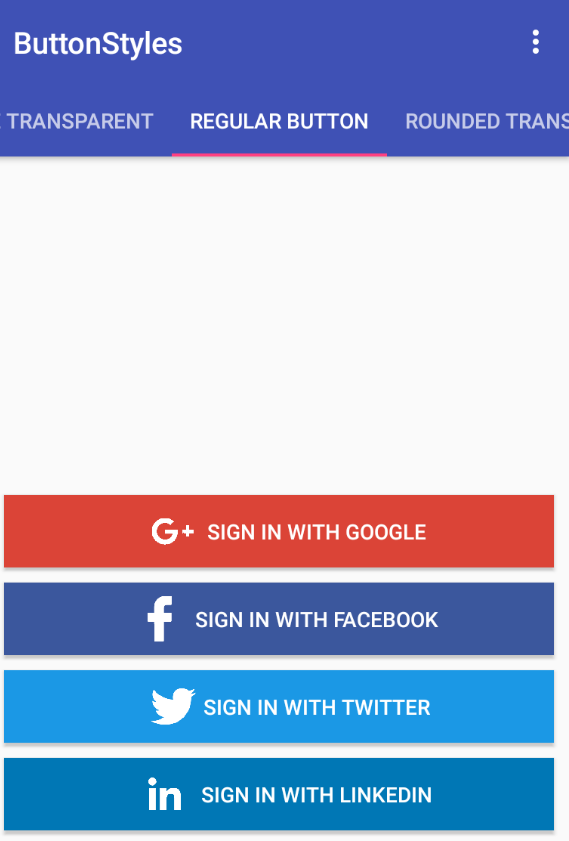 ButtonStyles
TRANSPARENT REGULAR BUTTON ROUNDED TRANS
G+ SIGN IN WITH GOOGLE
f SIGN IN WITH FACEBOOK
SIGN IN WITH TWITTER
in SIGN IN WITH LINKEDIN